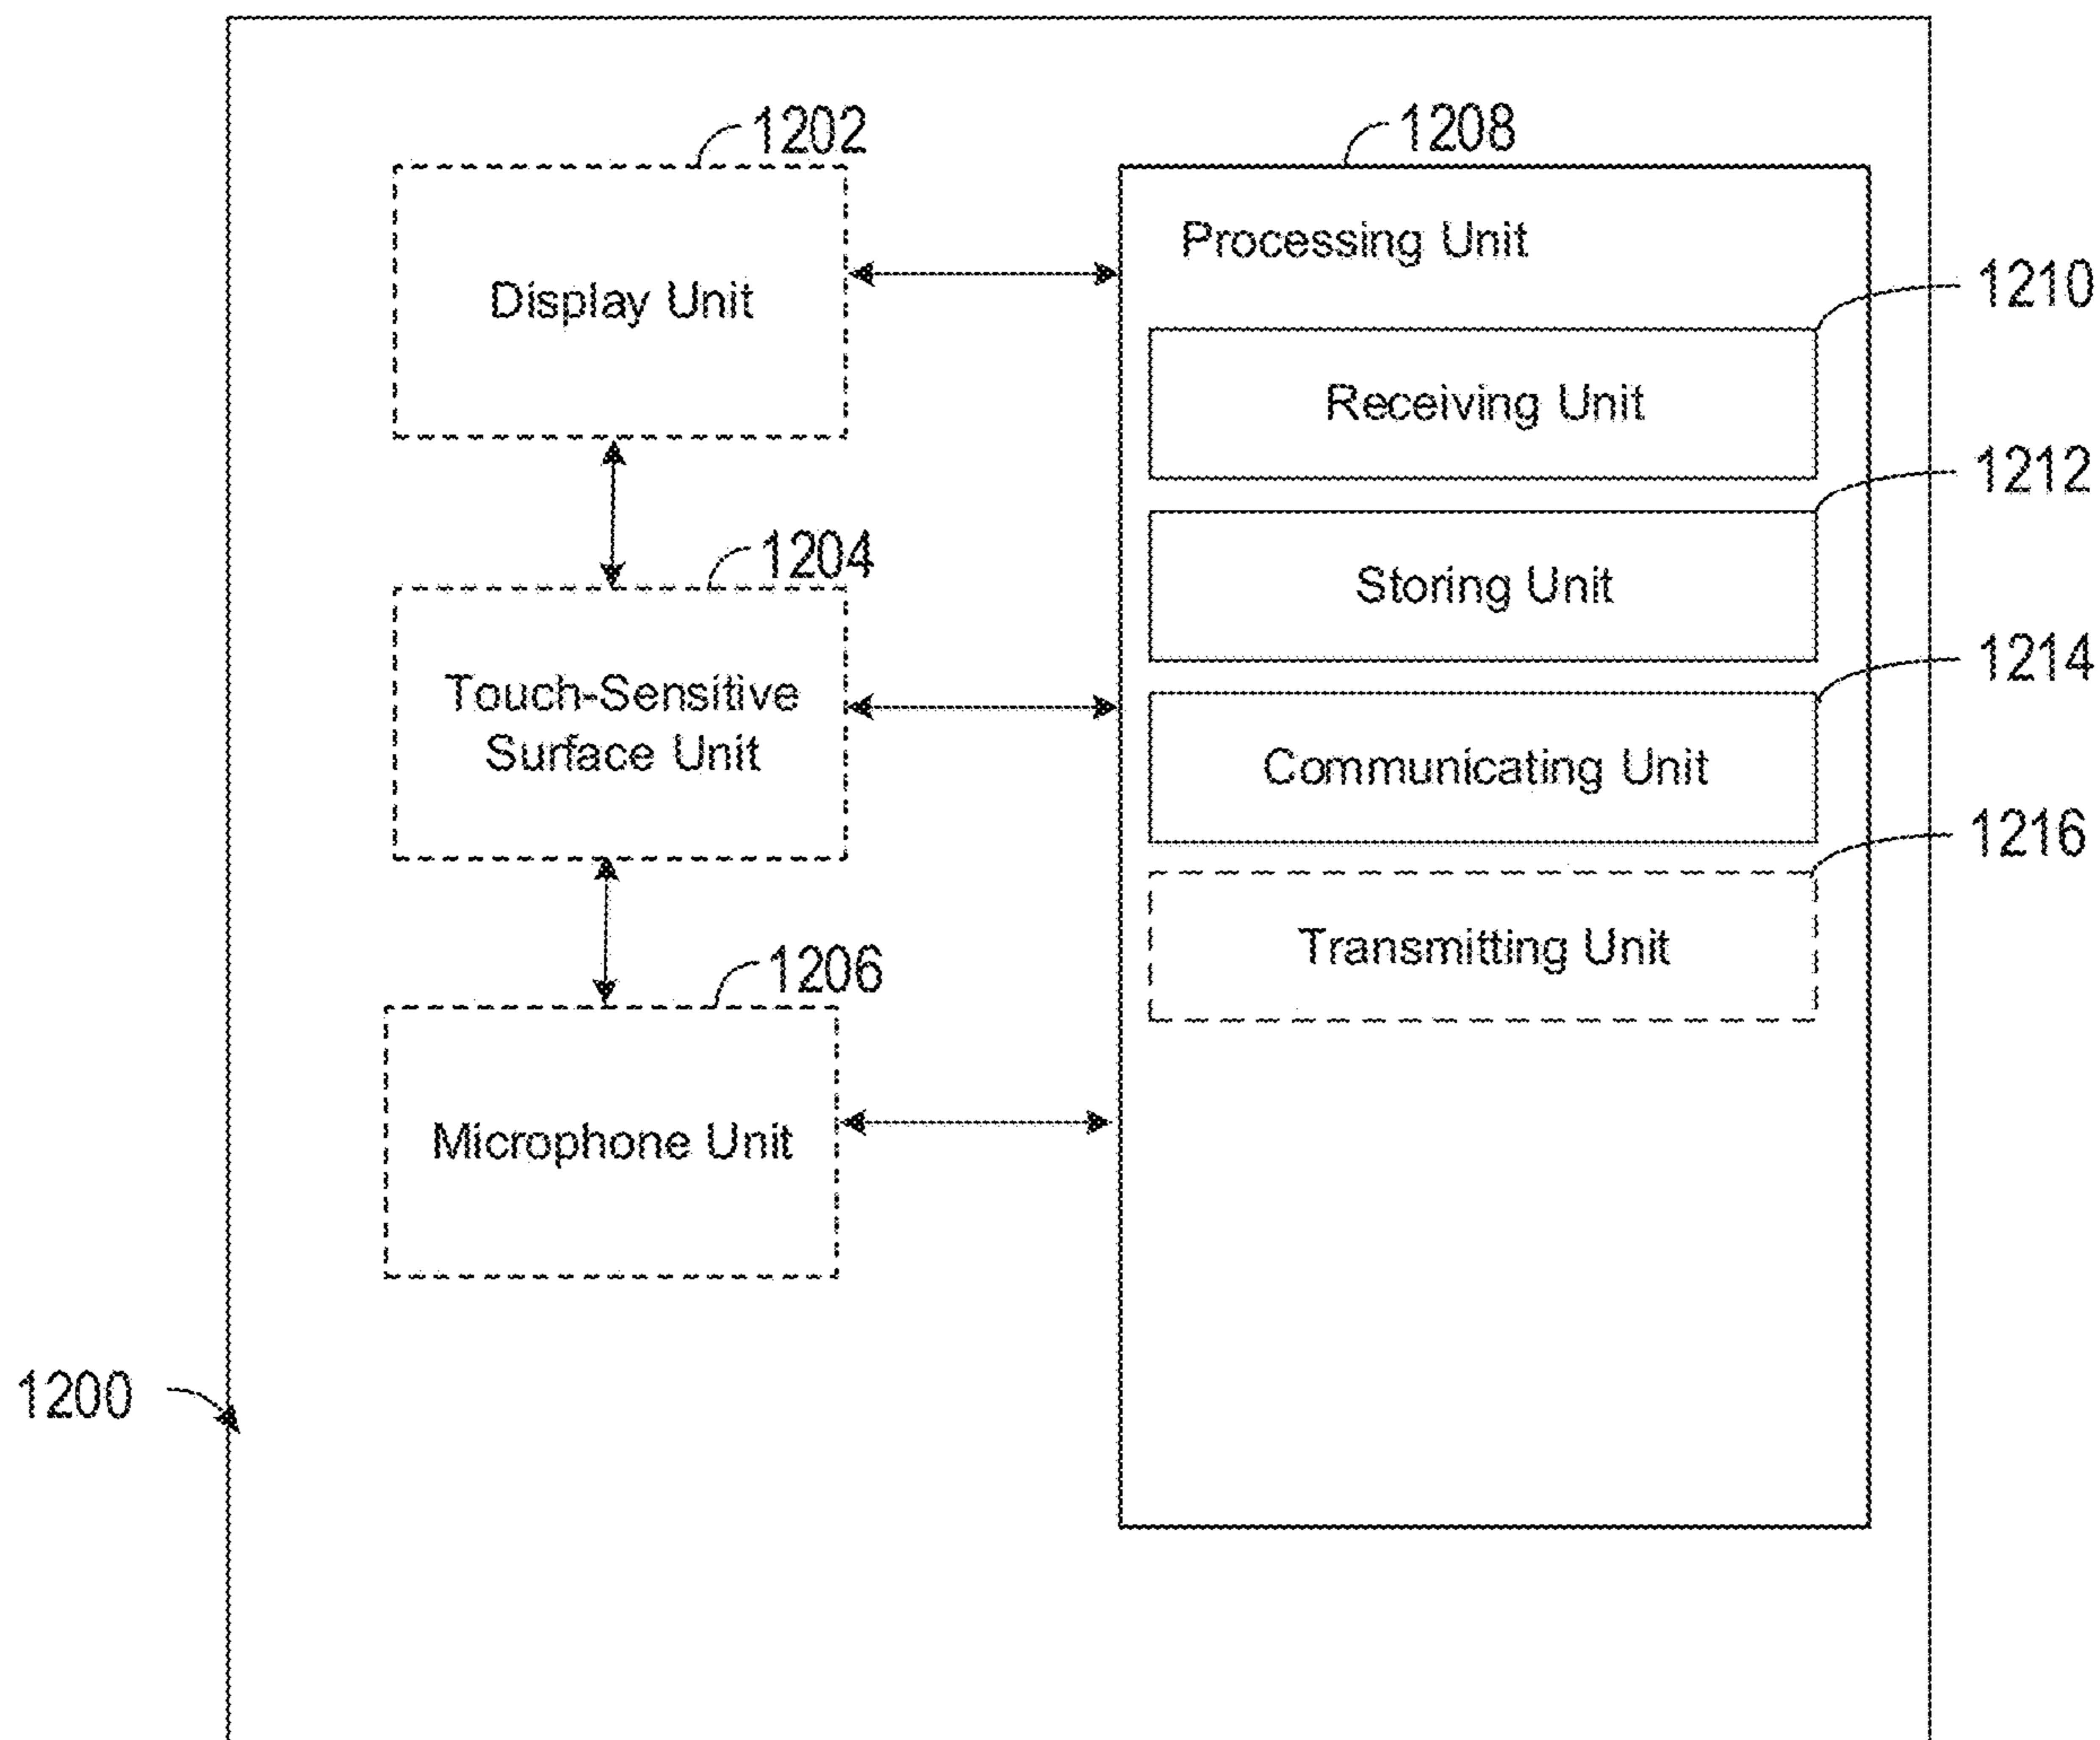 1202
1208
Display Unit
Processing Unit
1210
Receiving Unit
1212
1204
Storing Unit
Touch-Sensitive
Surface Unit
1214
Communicating Unit
1216
Transmitting Unit
1206
Microphone Unit
1200